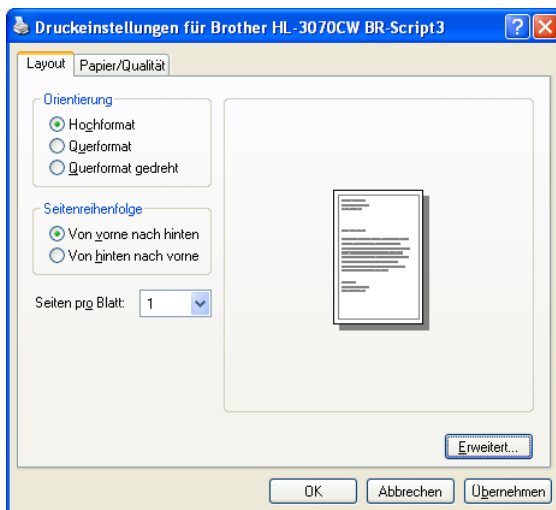 Druckeinstellungen für Brother HL-3070CW BR-Script3
Layout
Papier/Qualität
Orientierung
Hochformat
Querformat
Querformat gedreht
Seitenreihenfolge
Von vorne nach hinten
Von hinten nach vorne
Seiten pro Blatt: 1
Erweitert...
OK
Abbrechen
Übernehmen